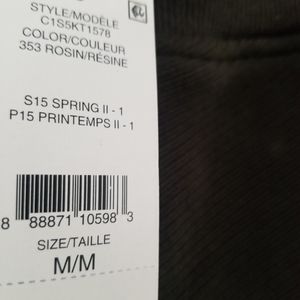 STYLE/MODÈLE
C1S5KT1578
COLOR/COULEUR
353 ROSIN/RÉSINE
S15 SPRING II - 1
P15 PRINTEMPS II - 1
8 88871 10598 3
SIZE/TAILLE
M/M